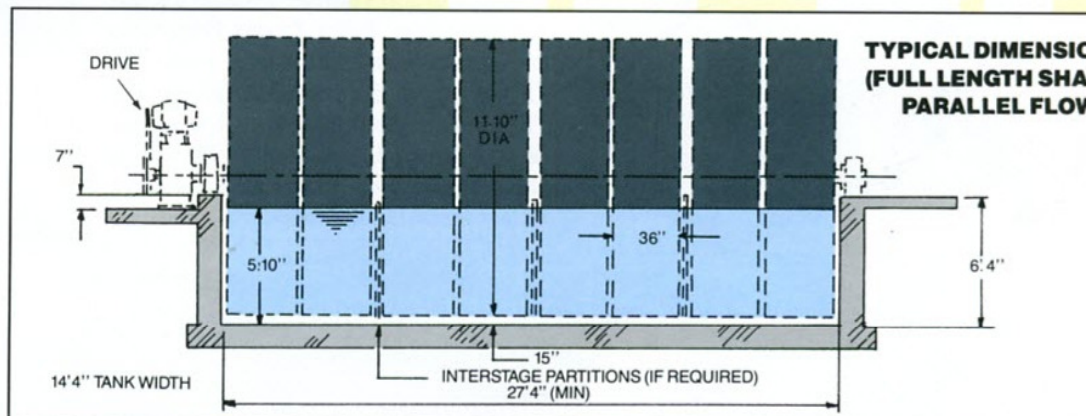 TYPICAL DIMENSIO
(FULL LENGTH SHA
PARALLEL FLOW
DRIVE
11'-10"
DIA
7"
36"
5'-10"
6'-4"
15"
INTERSTAGE PARTITIONS (IF REQUIRED)
14'4" TANK WIDTH
27'4" (MIN)